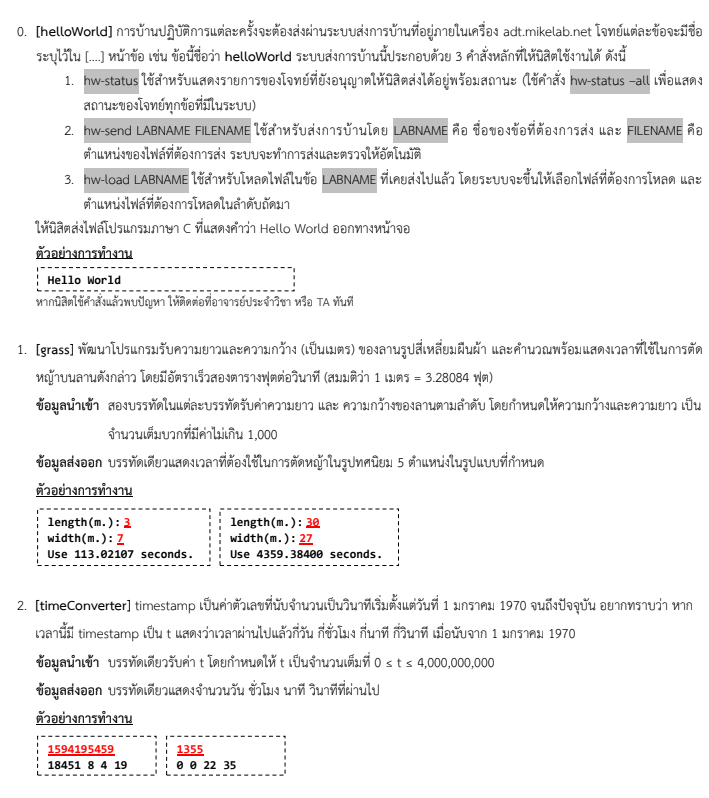 0. [helloWorld] การบ้านปฏิบัติการแต่ละครั้งจะต้องส่งผ่านระบบส่งการบ้านที่อยู่ภายในเครื่อง adt.mikelab.net โจทย์แต่ละข้อจะมีชื่อ
ระบุไว้ใน [....] หน้าข้อ เช่น ข้อนี้ชื่อว่า helloWorld ระบบส่งการบ้านนี้ประกอบด้วย 3 คำสั่งหลักที่ให้นิสิตใช้งานได้ ดังนี้
1. hw-status ใช้สำหรับแสดงรายการของโจทย์ที่ยังอนุญาตให้นิสิตส่งได้อยู่พร้อมสถานะ (ใช้คำสั่ง hw-status –all เพื่อแสดง
สถานะของโจทย์ทุกข้อที่มีในระบบ)
2. hw-send LABNAME FILENAME ใช้สำหรับส่งการบ้านโดย LABNAME คือ ชื่อของข้อที่ต้องการส่ง และ FILENAME คือ
ตำแหน่งของไฟล์ที่ต้องการส่ง ระบบจะทำการส่งและตรวจให้อัตโนมัติ
3. hw-load LABNAME ใช้สำหรับโหลดไฟล์ในข้อ LABNAME ที่เคยส่งไปแล้ว โดยระบบจะขึ้นให้เลือกไฟล์ที่ต้องการโหลด และ
ตำแหน่งไฟล์ที่ต้องการโหลดในลำดับถัดมา
ให้นิสิตส่งไฟล์โปรแกรมภาษา C ที่แสดงคำว่า Hello World ออกทางหน้าจอ
ตัวอย่างการทำงาน
Hello World
หากนิสิตใช้คำสั่งแล้วพบปัญหา ให้ติดต่อที่อาจารย์ประจำวิชา หรือ TA ทันที
1. [grass] พัฒนาโปรแกรมรับความยาวและความกว้าง (เป็นเมตร) ของลานรูปสี่เหลี่ยมผืนผ้า และคำนวณพร้อมแสดงเวลาที่ใช้ในการตัด
หญ้าบนลานดังกล่าว โดยมีอัตราเร็วสองตารางฟุตต่อวินาที (สมมติว่า 1 เมตร = 3.28084 ฟุต)
ข้อมูลนำเข้า สองบรรทัดในแต่ละบรรทัดรับค่าความยาว และ ความกว้างของลานตามลำดับ โดยกำหนดให้ความกว้างและความยาว เป็น
จำนวนเต็มบวกที่มีค่าไม่เกิน 1,000
ข้อมูลส่งออก บรรทัดเดียวแสดงเวลาที่ต้องใช้ในการตัดหญ้าในรูปทศนิยม 5 ตำแหน่งในรูปแบบที่กำหนด
ตัวอย่างการทำงาน
length(m.): 3
width(m.): 7
Use 113.02107 seconds.
length(m.): 30
width(m.): 27
Use 4359.38400 seconds.
2. [timeConverter] timestamp เป็นค่าตัวเลขที่นับจำนวนเป็นวินาทีเริ่มตั้งแต่วันที่ 1 มกราคม 1970 จนถึงปัจจุบัน อยากทราบว่า หาก
เวลานี้มี timestamp เป็น t แสดงว่าเวลาผ่านไปแล้วกี่วัน กี่ชั่วโมง กี่นาที กี่วินาที เมื่อนับจาก 1 มกราคม 1970
ข้อมูลนำเข้า บรรทัดเดียวรับค่า t โดยกำหนดให้ t เป็นจำนวนเต็มที่ 0 ≤ t ≤ 4,000,000,000
ข้อมูลส่งออก บรรทัดเดียวแสดงจำนวนวัน ชั่วโมง นาที วินาทีที่ผ่านไป
ตัวอย่างการทำงาน
1594195459
18451 8 4 19
1355
0 0 22 35